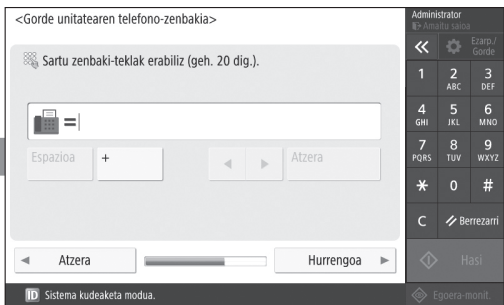 <Gorde unitatearen telefono-zenbakia>
Administrator
Amaitu saioa
Ezarp./
Gorde
Sartu zenbaki-teklak erabiliz (geh. 20 dig.).
=
Espazioa
+
Atzera
1
2 ABC
3 DEF
4 GHI
5 JKL
6 MNO
7 PQRS
8 TUV
9 WXYZ
*
0
#
C
Berrezarri
Atzera
Hurrengoa
Hasi
ID Sistema kudeaketa modua.
Egoera-monit.